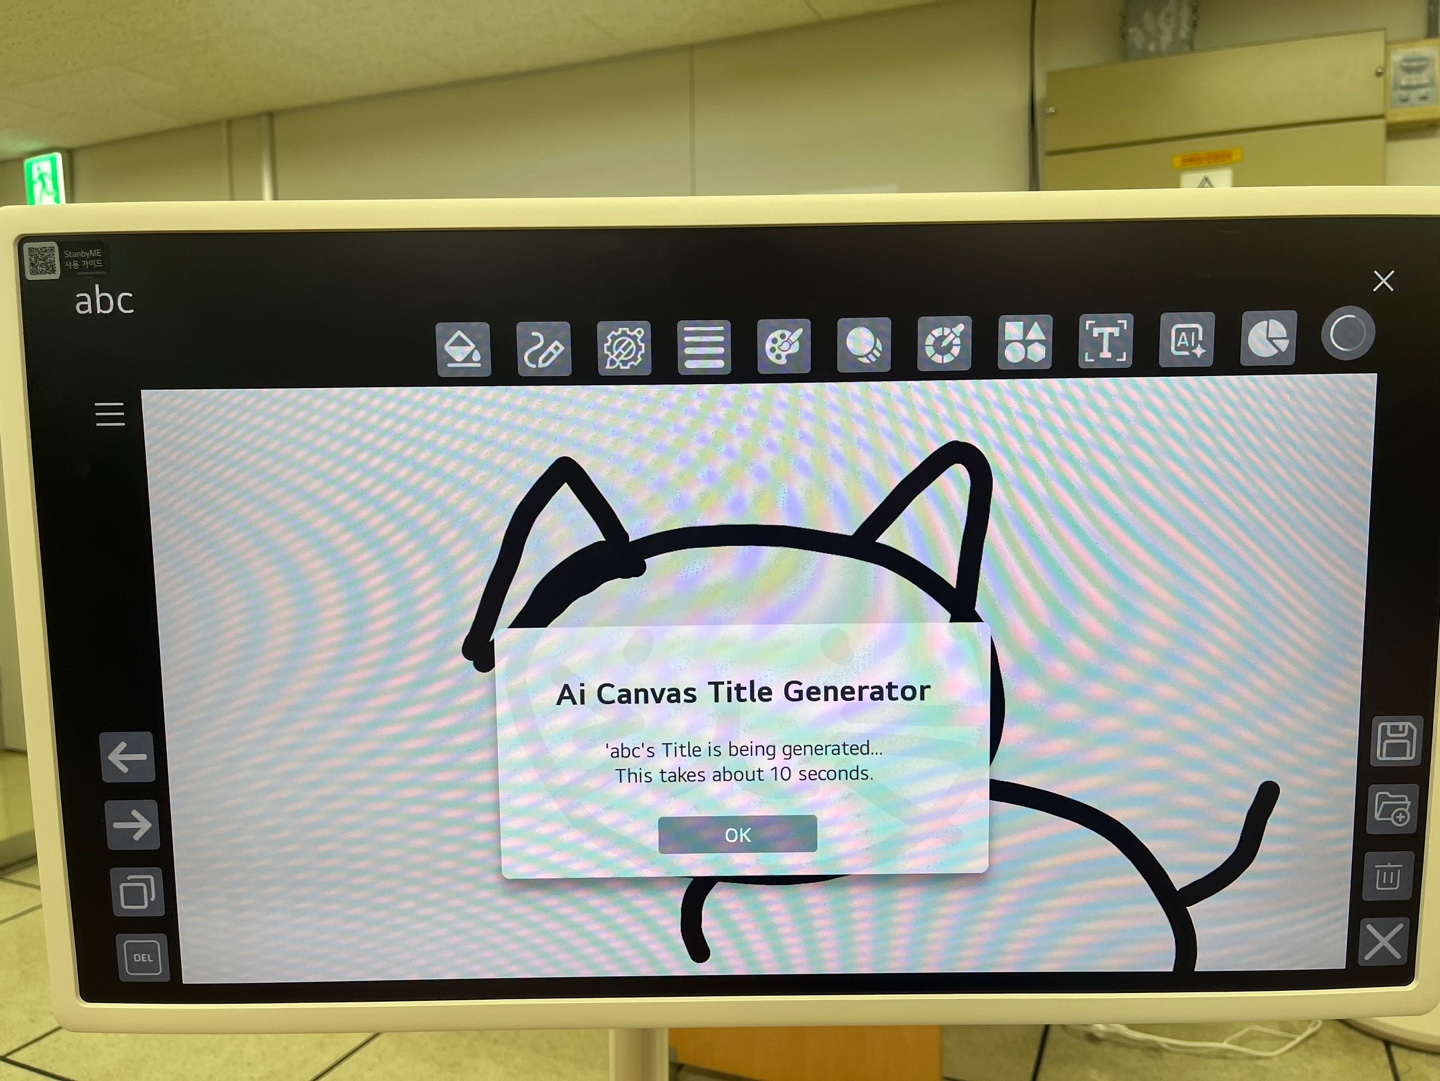 StanbyME
사용 가이드
abc
T
AI
Ai Canvas Title Generator
'abc's Title is being generated...
This takes about 10 seconds.
OK
DEL